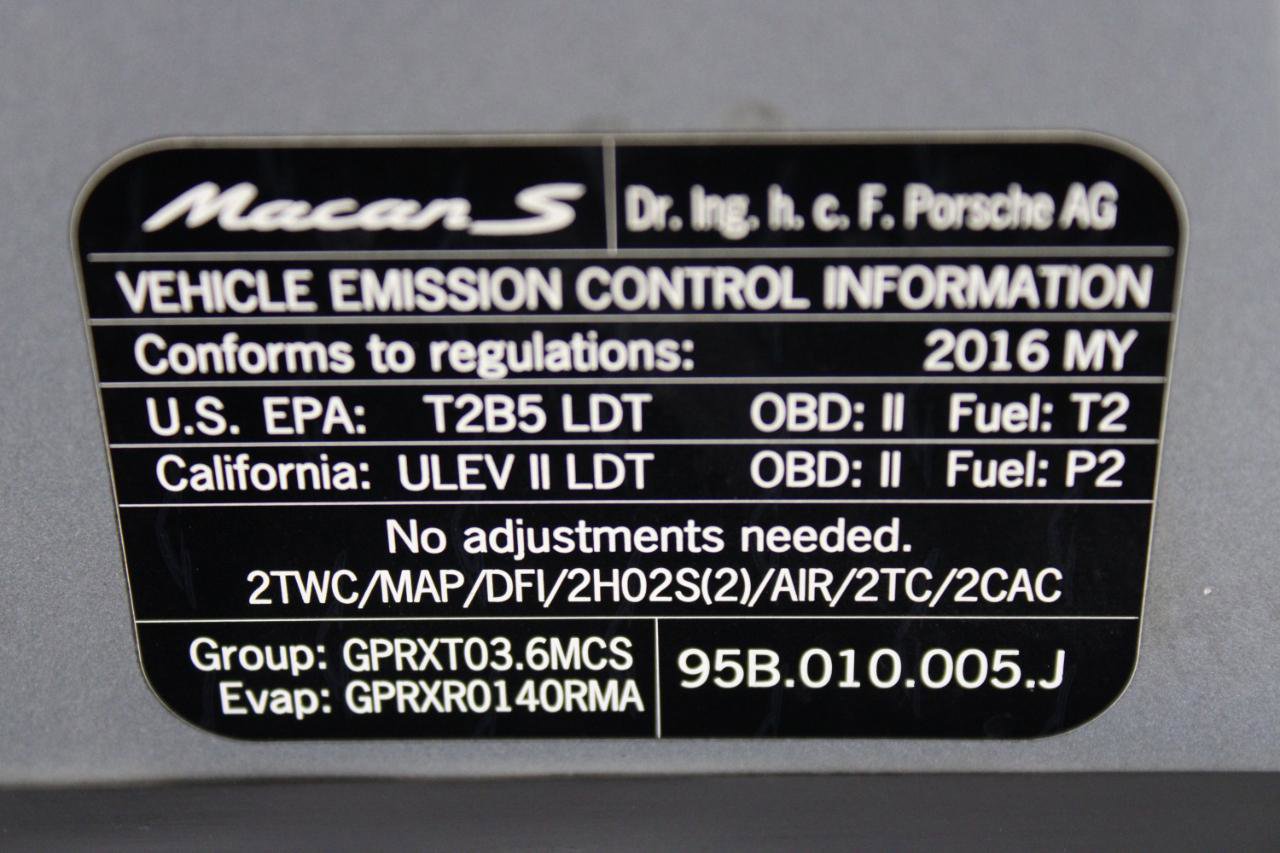 Macan S Dr. Ing. h. c. F. Porsche AG
VEHICLE EMISSION CONTROL INFORMATION
Conforms to regulations: 2016 MY
U.S. EPA: T2B5 LDT OBD: II Fuel: T2
California: ULEV II LDT OBD: II Fuel: P2
No adjustments needed.
2TWC/MAP/DFI/2HO2S(2)/AIR/2TC/2CAC
Group: GPRXT03.6MCS
Evap: GPRXR0140RMA
95B.010.005.J